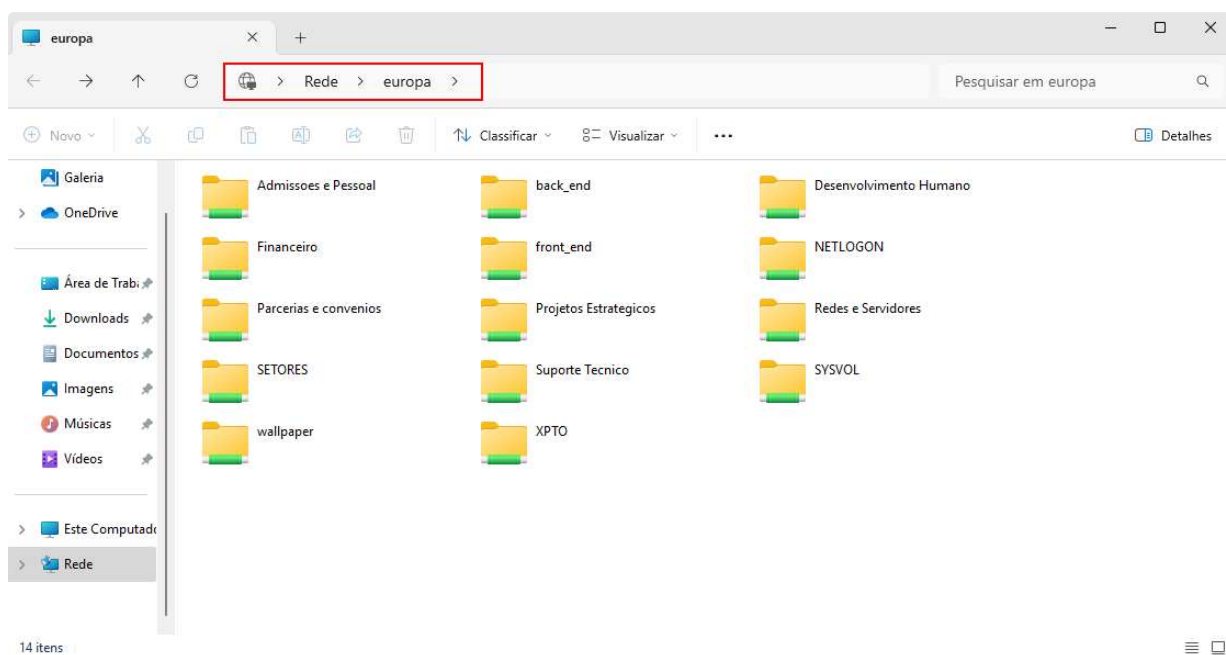 europa
Rede > europa >
Pesquisar em europa
Novo
Classificar
Visualizar
Detalhes
Galeria
OneDrive
Área de Trab
Downloads
Documentos
Imagens
Músicas
Vídeos
Este Computad
Rede
Admissoes e Pessoal
back_end
Desenvolvimento Humano
Financeiro
front_end
NETLOGON
Parcerias e convenios
Projetos Estrategicos
Redes e Servidores
SETORES
Suporte Tecnico
SYSVOL
wallpaper
XPTO
14 itens